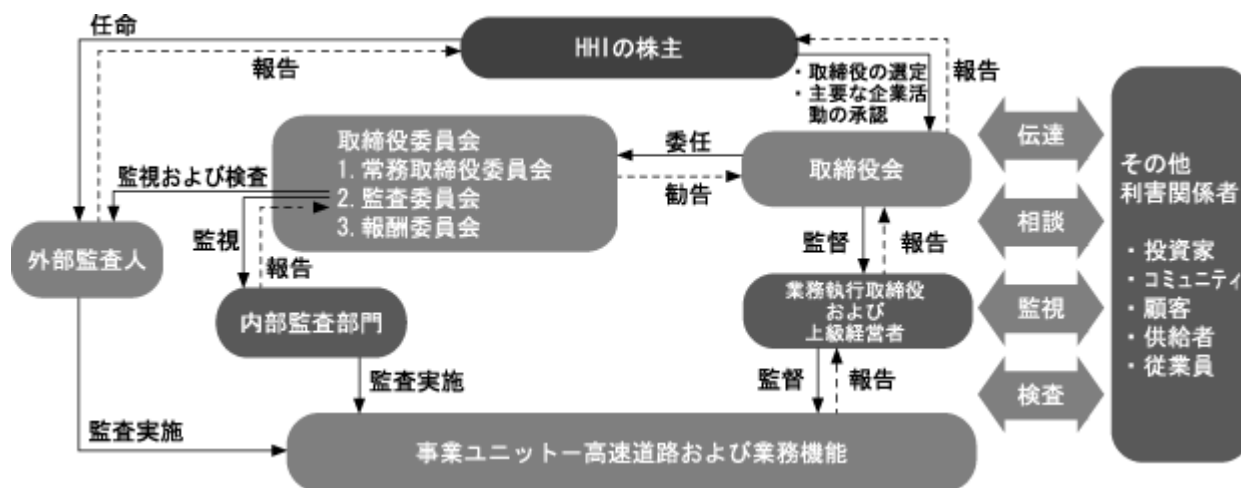 任命
報告
HHIの株主
・取締役の選定
・主要な企業活
動の承認
報告
取締役委員会
1. 常務取締役委員会
2. 監査委員会
3. 報酬委員会
委任
勧告
取締役会
監視および検査
監視
報告
外部監査人
内部監査部門
監督
報告
業務執行取締役
および
上級経営者
監査実施
監督
報告
監査実施
事業ユニットー高速道路および業務機能
伝達
相談
監視
検査
その他
利害関係者
・投資家
・コミュニティ
・顧客
・供給者
・従業員